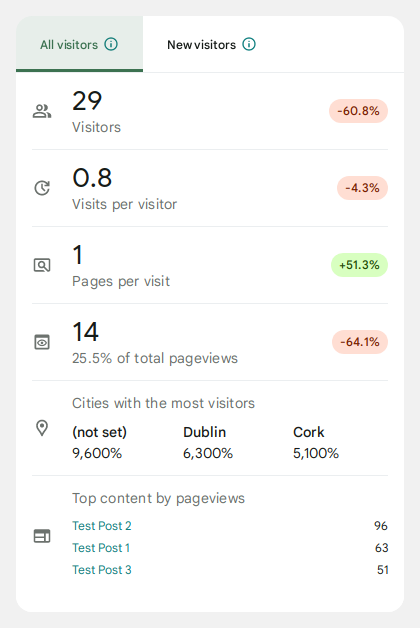 All visitors
New visitors
29
Visitors
-60.8%
0.8
Visits per visitor
-4.3%
1
Pages per visit
+51.3%
14
25.5% of total pageviews
-64.1%
Cities with the most visitors
(not set) Dublin Cork
9,600% 6,300% 5,100%
Top content by pageviews
Test Post 2 96
Test Post 1 63
Test Post 3 51